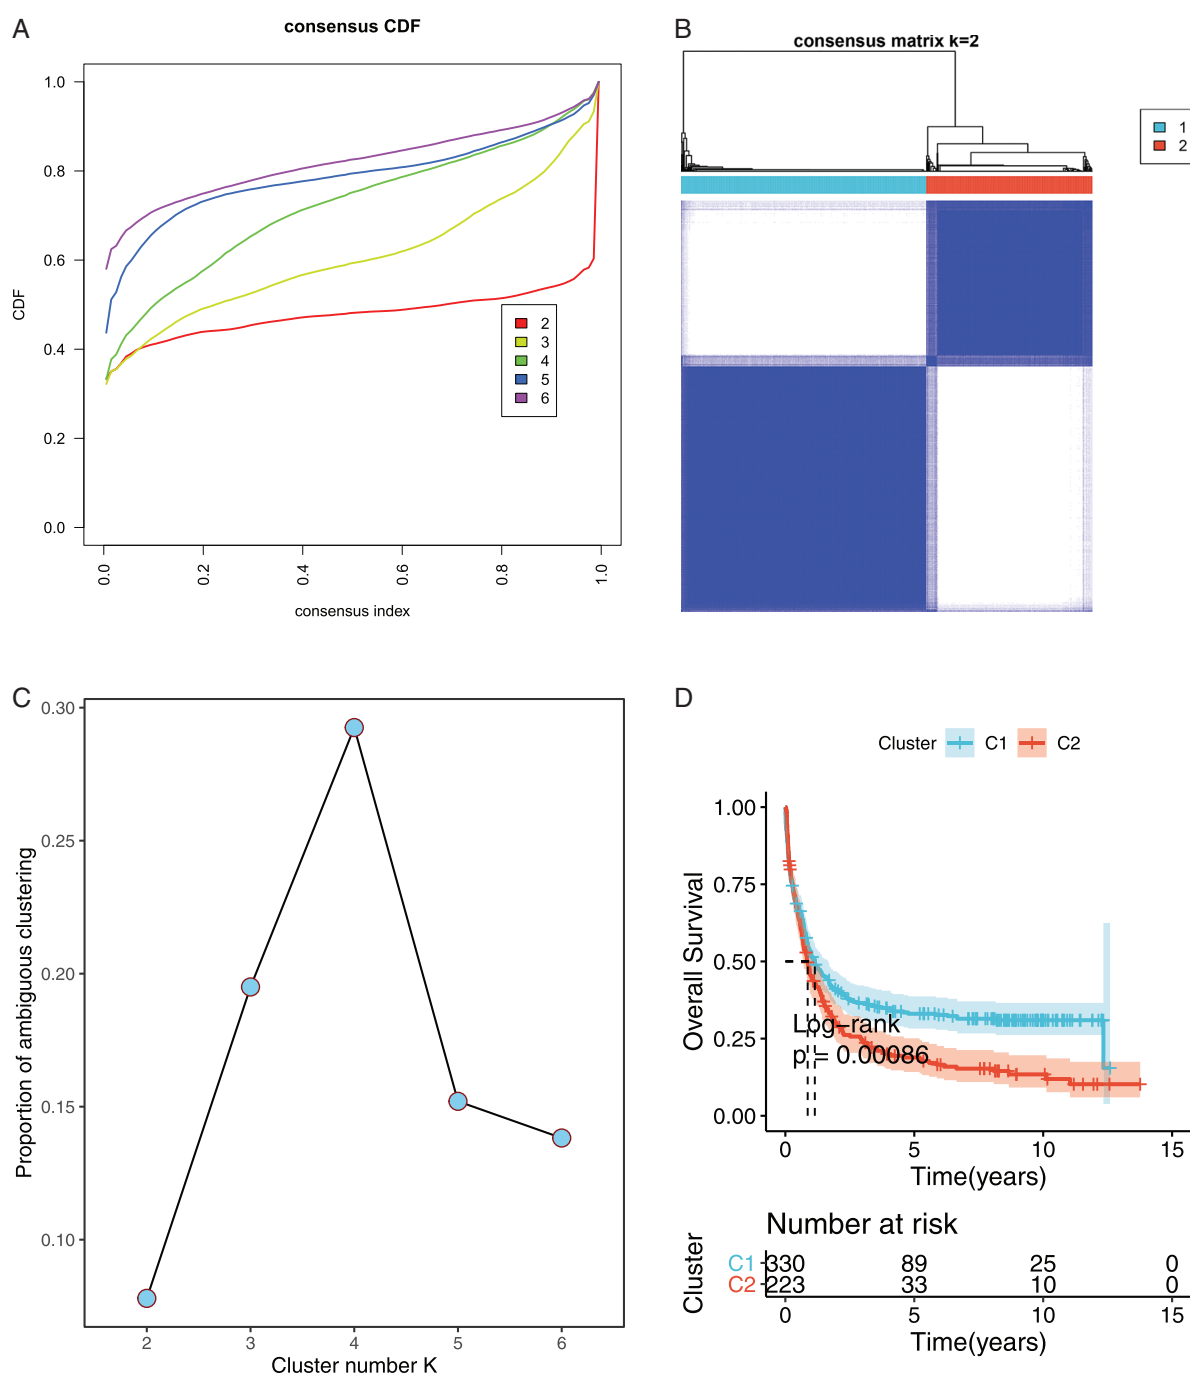 A
consensus CDF
1.0
0.8
0.6
0.4
0.2
0.0
CDF
2
3
4
5
6
0.0
0.2
0.4
0.6
0.8
1.0
consensus index
B
consensus matrix k=2
1
2
C
0.30
0.25
0.20
0.15
0.10
Proportion of ambiguous clustering
2
3
4
5
6
Cluster number K
D
Cluster C1 C2
1.00
0.75
0.50
0.25
0.00
Overall Survival
Log-rank
p = 0.00086
0 5 10 15
Time(years)
Number at risk
Cluster
C1 330 89 25 0
C2 223 33 10 0
0 5 10 15
Time(years)